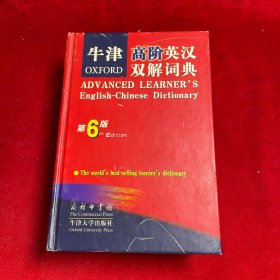 牛津 高阶英汉
OXFORD 双解词典
ADVANCED LEARNER'S
English-Chinese Dictionary
第6版
Edition
The world's best-selling learner's dictionary
商务印书馆
The Commercial Press
牛津大学出版社
Oxford University Press